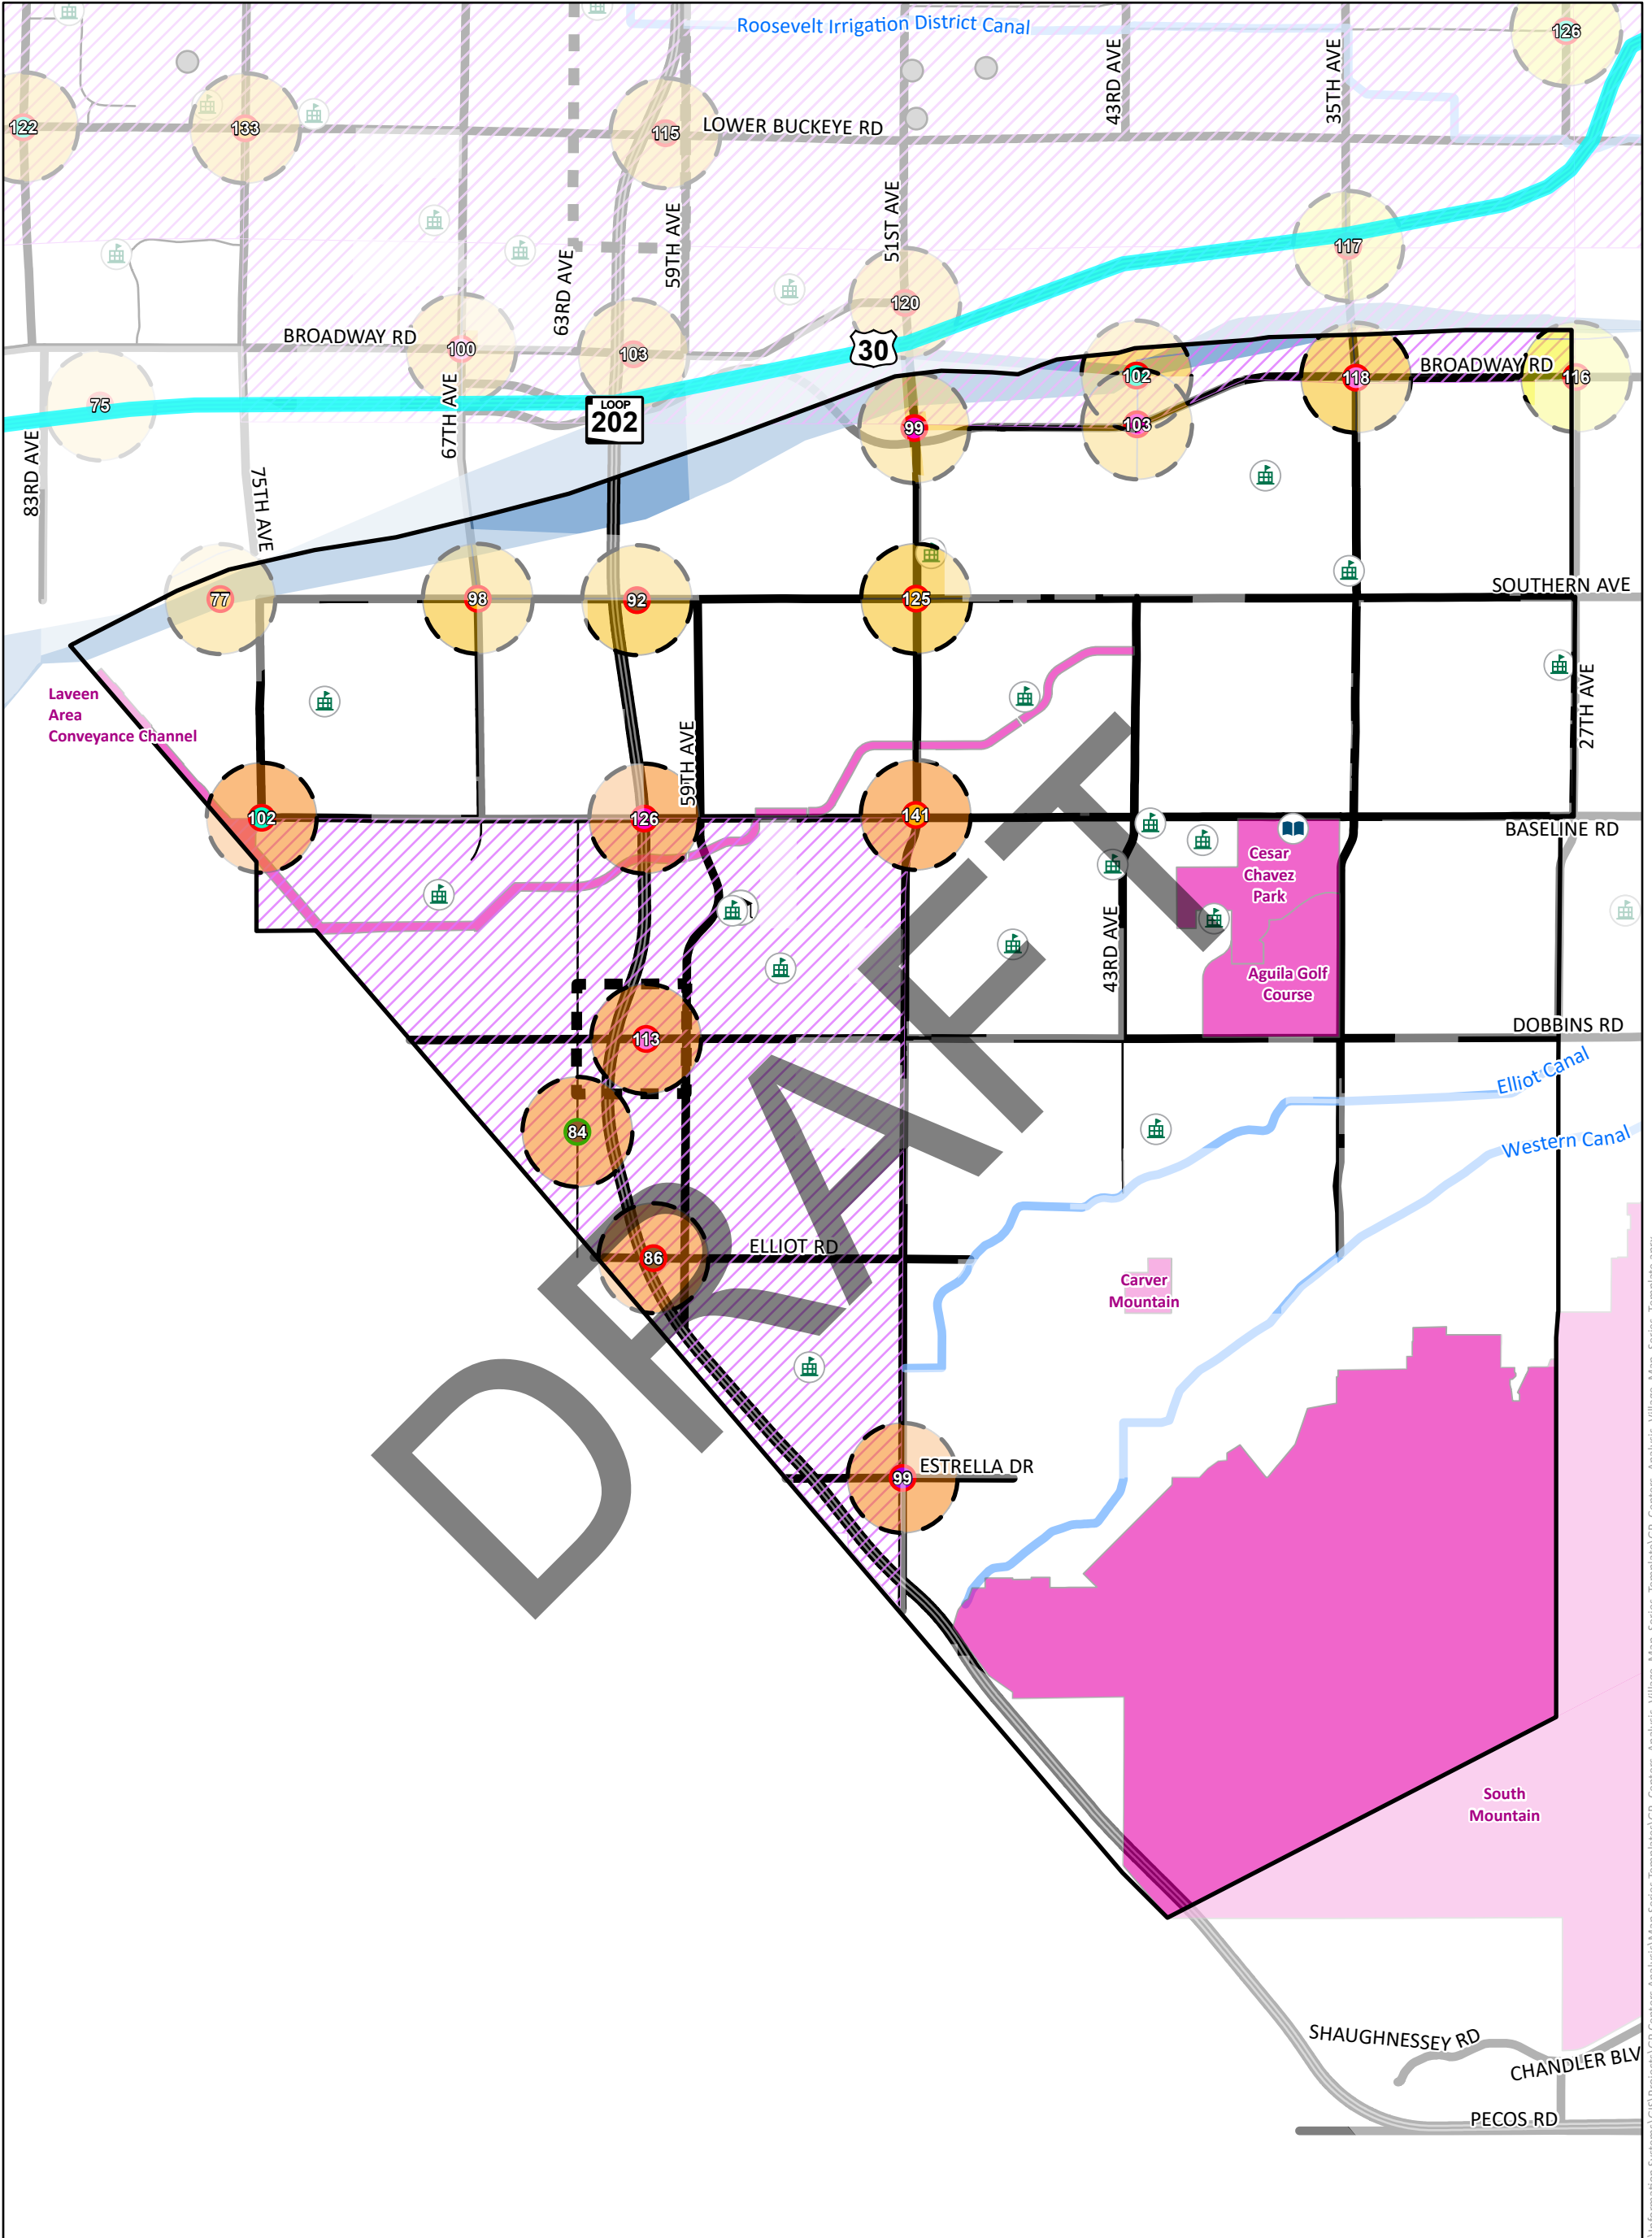 Roosevelt Irrigation District Canal
126
43RD AVE
35TH AVE
122
133
115
LOWER BUCKEYE RD
51ST AVE
59TH AVE
63RD AVE
117
120
BROADWAY RD
100
103
30
102
118
BROADWAY RD
116
75
67TH AVE
LOOP
202
99
103
83RD AVE
75TH AVE
77
98
92
125
SOUTHERN AVE
Laveen
Area
Conveyance Channel
59TH AVE
27TH AVE
102
126
141
BASELINE RD
Cesar
Chavez
Park
43RD AVE
Aguila Golf
Course
113
DOBBINS RD
Elliot Canal
84
Western Canal
86
ELLIOT RD
Carver
Mountain
DRAFT
99
ESTRELLA DR
South
Mountain
SHAUGHNESSEY RD
CHANDLER BLV
PECOS RD